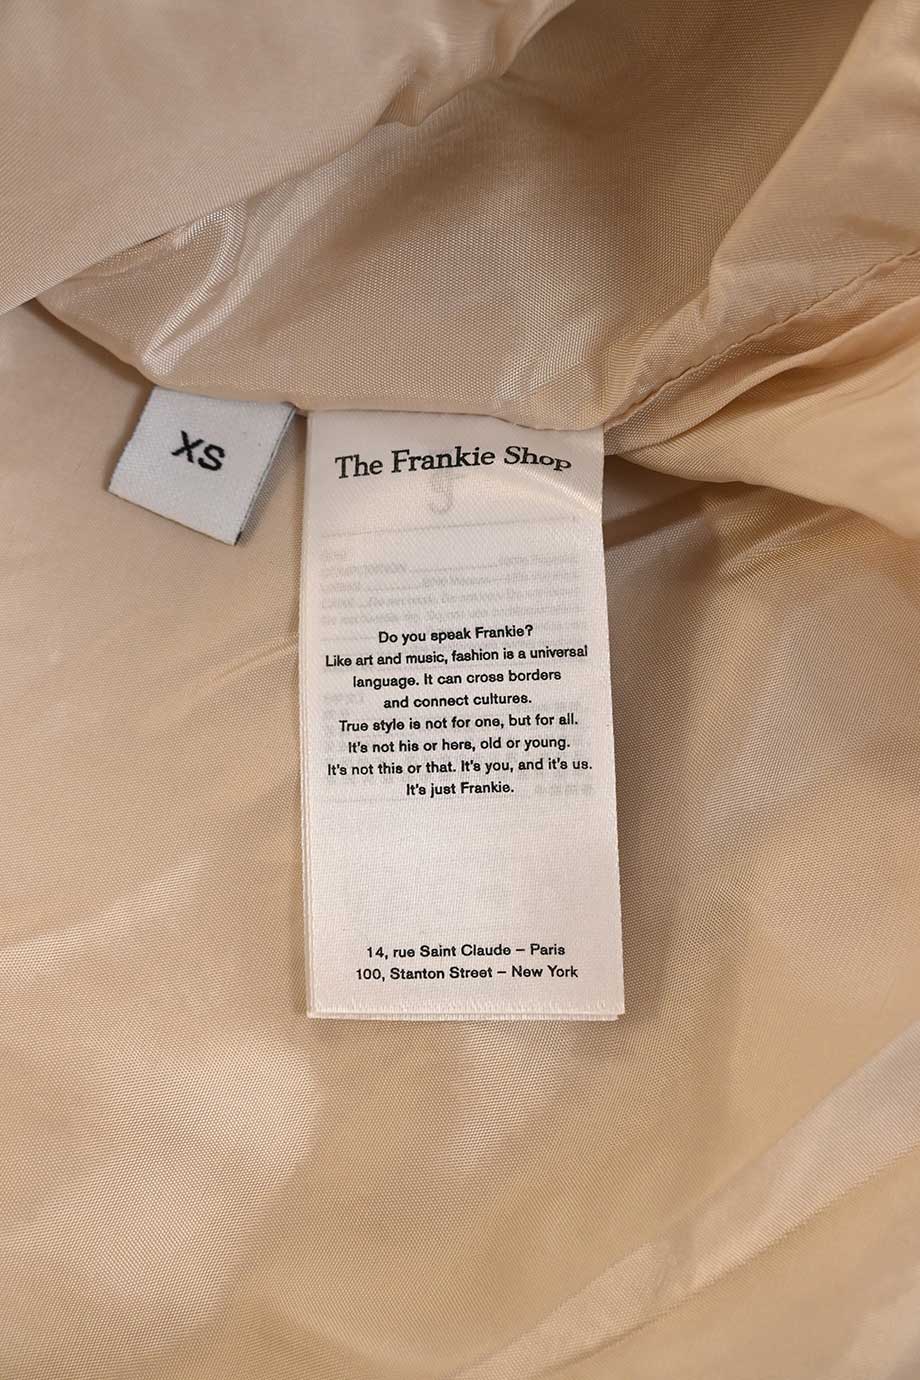 XS
The Frankie Shop
Do you speak Frankie?
Like art and music, fashion is a universal
language. It can cross borders
and connect cultures.
True style is not for one, but for all.
It's not his or hers, old or young.
It's not this or that. It's you, and it's us.
It's just Frankie.
14, rue Saint Claude – Paris
100, Stanton Street – New York